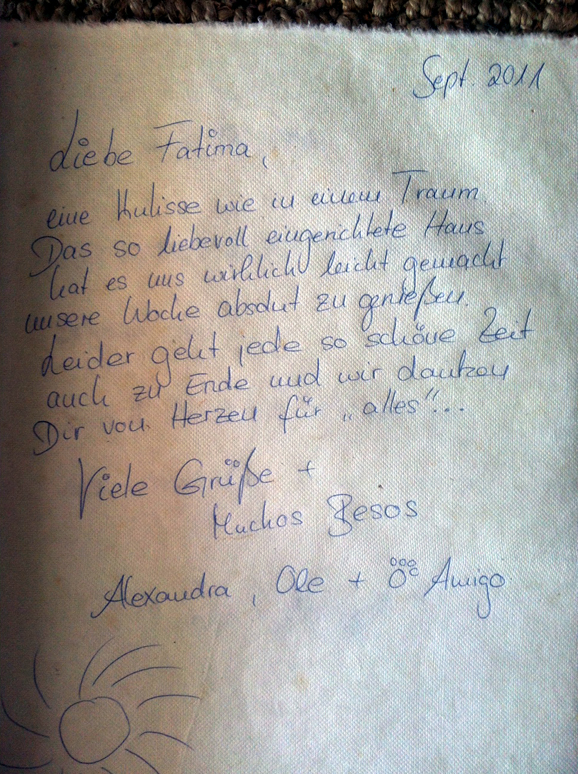 Sept. 2011
Liebe Fatima,
eine Kulisse wie in einem Traum.
Das so liebevoll eingerichtete Haus
hat es uns wirklich leicht gemacht
unsere Woche absolut zu genießen.
Leider geht jede so schöne Zeit
auch zu Ende und wir danken
Dir von Herzen für „alles"...
Viele Grüße +
Muchos Besos
Alexandra, Ole + Amigo